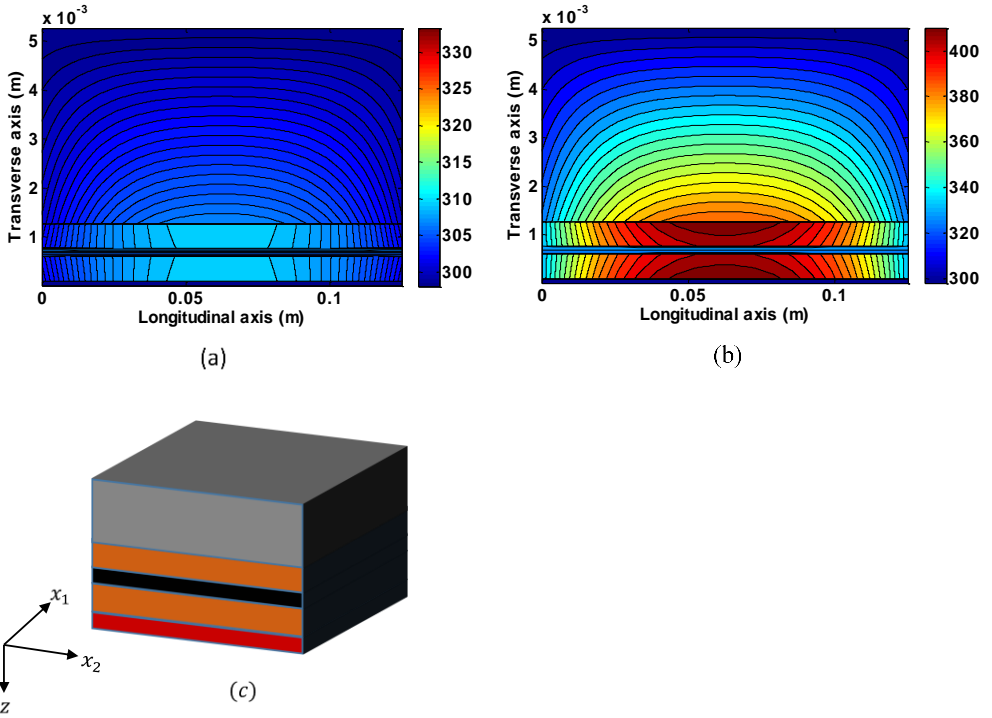 x 10⁻³
5
4
3
2
1
0
0.05
0.1
Transverse axis (m)
Longitudinal axis (m)
330
325
320
315
310
305
300
(a)
x 10⁻³
5
4
3
2
1
0
0.05
0.1
Transverse axis (m)
Longitudinal axis (m)
400
380
360
340
320
300
(b)
x₁
x₂
z
(c)